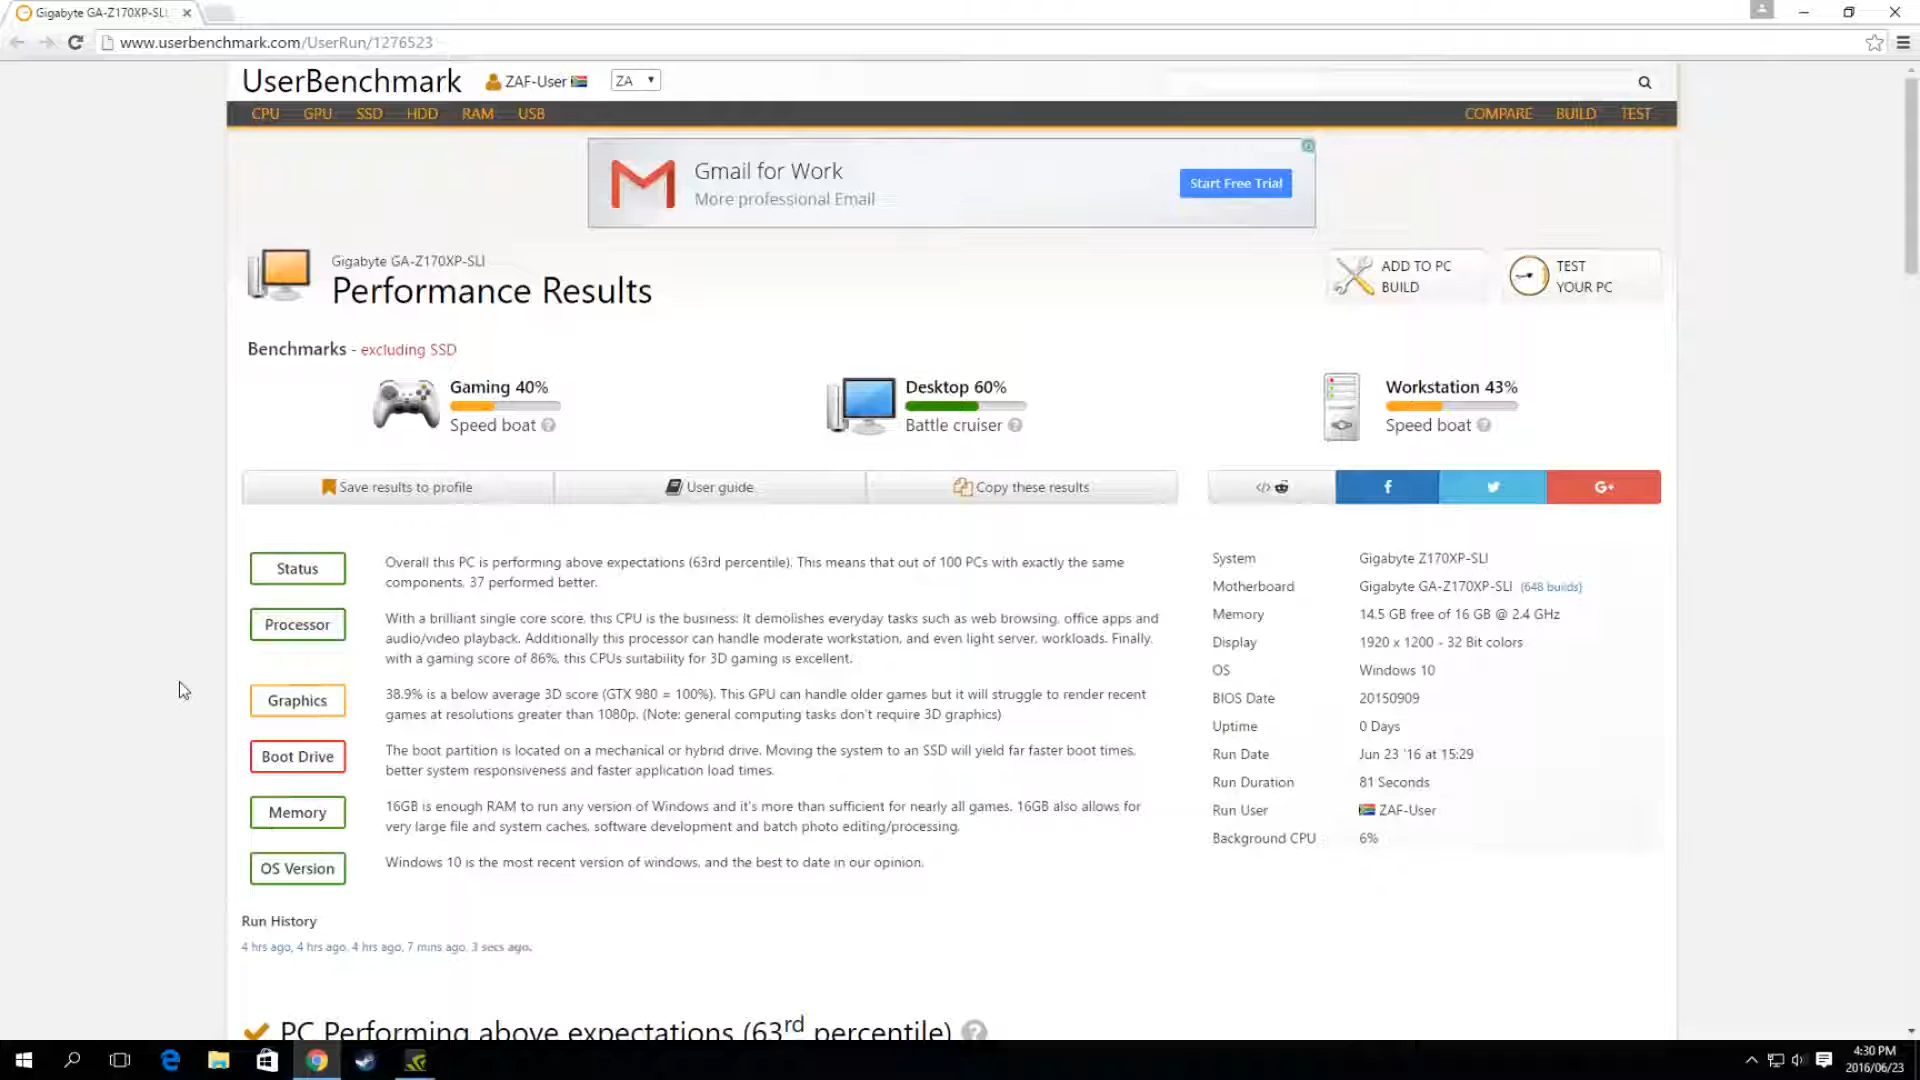 Gigabyte GA-Z170XP-SLI
www.userbenchmark.com/UserRun/1276523
UserBenchmark
ZAF-User
ZA
CPU GPU SSD HDD RAM USB COMPARE BUILD TEST
Gmail for Work
More professional Email
Start Free Trial
Gigabyte GA-Z170XP-SLI
Performance Results
ADD TO PC
BUILD
TEST
YOUR PC
Benchmarks - excluding SSD
Gaming 40%
Speed boat ?
Desktop 60%
Battle cruiser ?
Workstation 43%
Speed boat ?
Save results to profile
User guide
Copy these results
</>
f
G+
Status
Overall this PC is performing above expectations (63rd percentile). This means that out of 100 PCs with exactly the same
components, 37 performed better.
Processor
With a brilliant single core score, this CPU is the business: It demolishes everyday tasks such as web browsing, office apps and
audio/video playback. Additionally this processor can handle moderate workstation, and even light server, workloads. Finally,
with a gaming score of 86%, this CPUs suitability for 3D gaming is excellent.
Graphics
38.9% is a below average 3D score (GTX 980 = 100%). This GPU can handle older games but it will struggle to render recent
games at resolutions greater than 1080p. (Note: general computing tasks don't require 3D graphics)
Boot Drive
The boot partition is located on a mechanical or hybrid drive. Moving the system to an SSD will yield far faster boot times,
better system responsiveness and faster application load times.
Memory
16GB is enough RAM to run any version of Windows and it's more than sufficient for nearly all games. 16GB also allows for
very large file and system caches, software development and batch photo editing/processing.
OS Version
Windows 10 is the most recent version of windows, and the best to date in our opinion.
System Gigabyte Z170XP-SLI
Motherboard Gigabyte GA-Z170XP-SLI (648 builds)
Memory 14.5 GB free of 16 GB @ 2.4 GHz
Display 1920 x 1200 - 32 Bit colors
OS Windows 10
BIOS Date 20150909
Uptime 0 Days
Run Date Jun 23 '16 at 15:29
Run Duration 81 Seconds
Run User ZAF-User
Background CPU 6%
Run History
4 hrs ago, 4 hrs ago, 4 hrs ago, 7 mins ago, 3 secs ago.
PC Performing above expectations (63rd percentile) ?
4:30 PM
2016/06/23